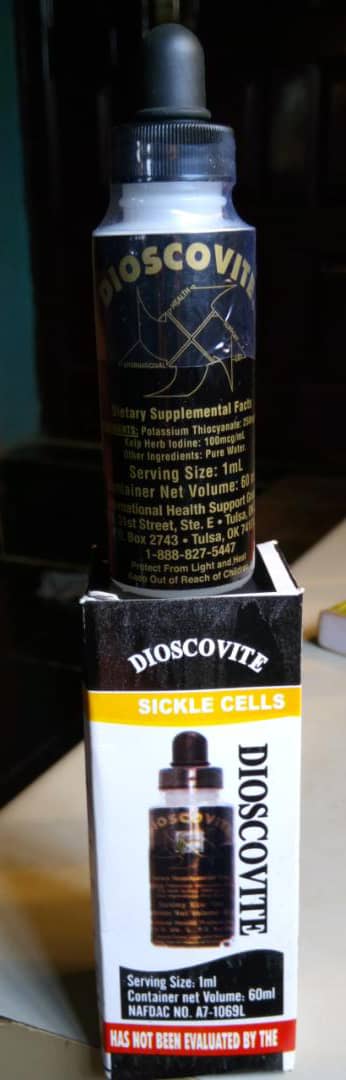 DIOSCOVITE
HEALTH
Dietary Supplemental Facts
Potassium Thiocyanate:
Kelp Herb Iodine: 100mcg/mL
Other Ingredients: Pure Water.
Serving Size: 1mL
Container Net Volume: 60
International Health Support
31st Street, Ste. E • Tulsa,
P.O. Box 2743 • Tulsa, OK
1-888-827-5447
Protect From Light and Heat
Keep Out of Reach of Children
DIOSCOVITE
SICKLE CELLS
DIOSCOVITE
DIOSCOVITE
Serving Size: 1ml
Container net Volume: 60ml
NAFDAC NO. A7-1069L
HAS NOT BEEN EVALUATED BY THE